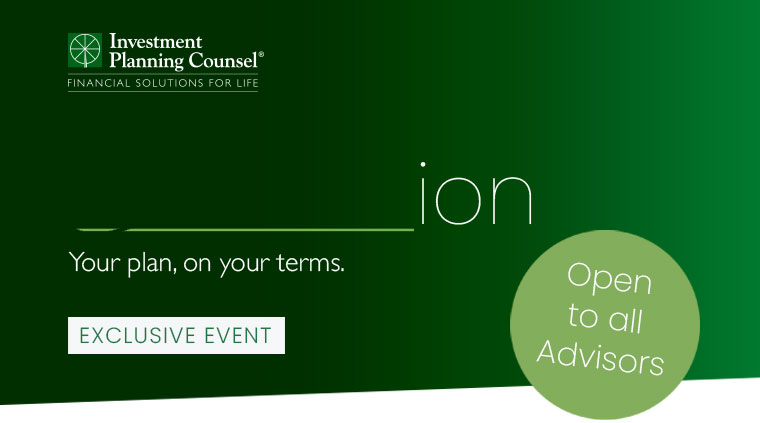 Investment
Planning Counsel®
FINANCIAL SOLUTIONS FOR LIFE
ion
Your plan, on your terms.
EXCLUSIVE EVENT
Open
to all
Advisors